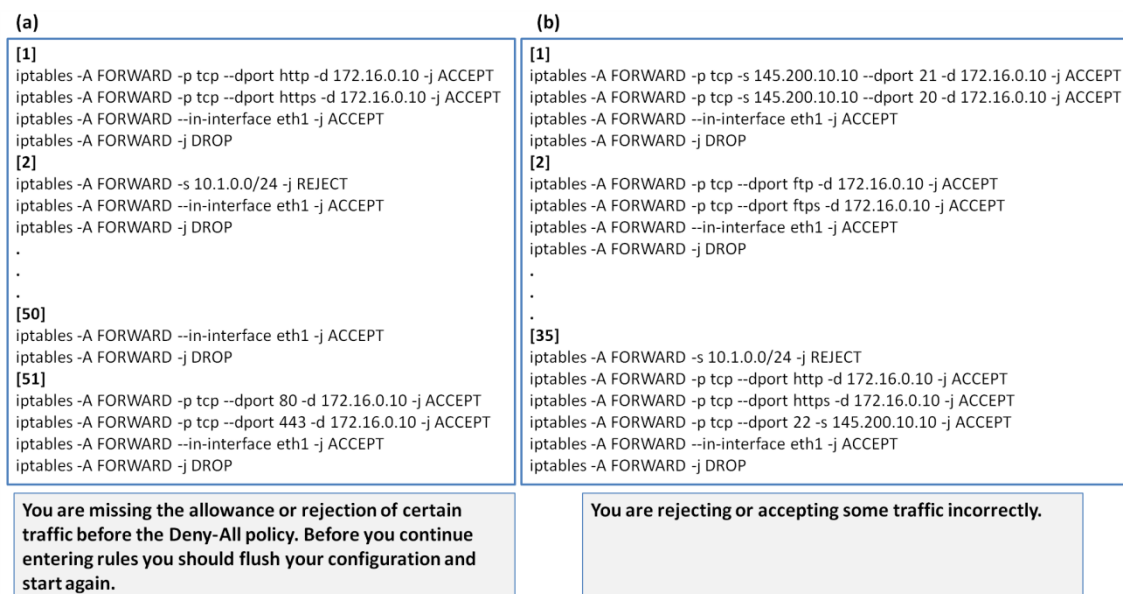 (a)
[1]
iptables -A FORWARD -p tcp --dport http -d 172.16.0.10 -j ACCEPT
iptables -A FORWARD -p tcp --dport https -d 172.16.0.10 -j ACCEPT
iptables -A FORWARD --in-interface eth1 -j ACCEPT
iptables -A FORWARD -j DROP
[2]
iptables -A FORWARD -s 10.1.0.0/24 -j REJECT
iptables -A FORWARD --in-interface eth1 -j ACCEPT
iptables -A FORWARD -j DROP
.
.
.
[50]
iptables -A FORWARD --in-interface eth1 -j ACCEPT
iptables -A FORWARD -j DROP
[51]
iptables -A FORWARD -p tcp --dport 80 -d 172.16.0.10 -j ACCEPT
iptables -A FORWARD -p tcp --dport 443 -d 172.16.0.10 -j ACCEPT
iptables -A FORWARD --in-interface eth1 -j ACCEPT
iptables -A FORWARD -j DROP
You are missing the allowance or rejection of certain
traffic before the Deny-All policy. Before you continue
entering rules you should flush your configuration and
start again.
(b)
[1]
iptables -A FORWARD -p tcp -s 145.200.10.10 --dport 21 -d 172.16.0.10 -j ACCEPT
iptables -A FORWARD -p tcp -s 145.200.10.10 --dport 20 -d 172.16.0.10 -j ACCEPT
iptables -A FORWARD --in-interface eth1 -j ACCEPT
iptables -A FORWARD -j DROP
[2]
iptables -A FORWARD -p tcp --dport ftp -d 172.16.0.10 -j ACCEPT
iptables -A FORWARD -p tcp --dport ftps -d 172.16.0.10 -j ACCEPT
iptables -A FORWARD --in-interface eth1 -j ACCEPT
iptables -A FORWARD -j DROP
.
.
.
[35]
iptables -A FORWARD -s 10.1.0.0/24 -j REJECT
iptables -A FORWARD -p tcp --dport http -d 172.16.0.10 -j ACCEPT
iptables -A FORWARD -p tcp --dport https -d 172.16.0.10 -j ACCEPT
iptables -A FORWARD -p tcp --dport 22 -s 145.200.10.10 -j ACCEPT
iptables -A FORWARD --in-interface eth1 -j ACCEPT
iptables -A FORWARD -j DROP
You are rejecting or accepting some traffic incorrectly.